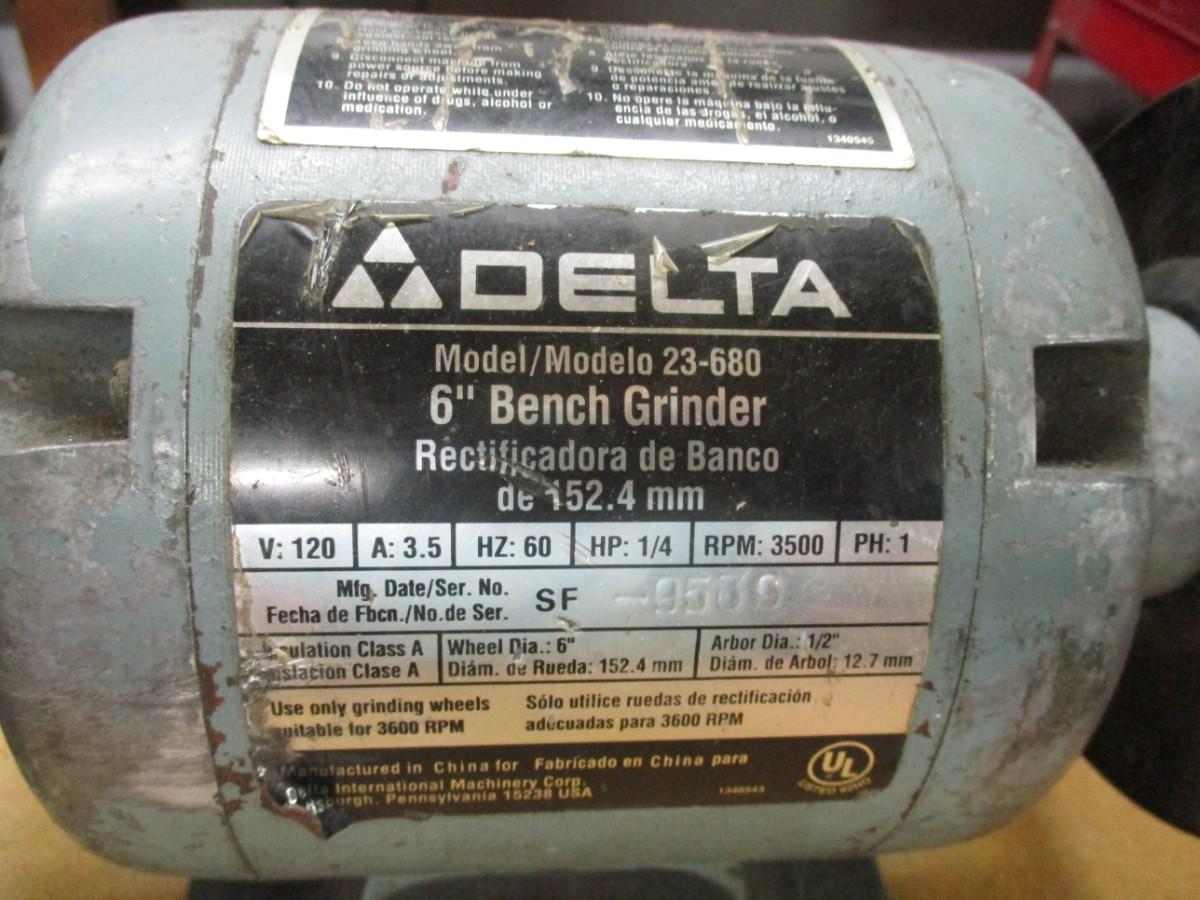 grinding wheel.
9. Disconnect machine from
power source before making
repairs or adjustments.
10. Do not operate while under
influence of drugs, alcohol or
medication.
9. Desconecte la máquina de la fuente
de potencia antes de realizar ajustes
o reparaciones.
10. No opere la máquina bajo la influ-
encia de las drogas, el alcohol, o
cualquier medicamento.
1340545
DELTA
Model/Modelo 23-680
6" Bench Grinder
Rectificadora de Banco
de 152.4 mm
V: 120 A: 3.5 HZ: 60 HP: 1/4 RPM: 3500 PH: 1
Mfg. Date/Ser. No.
Fecha de Fbcn./No.de Ser. SF
Insulation Class A Wheel Dia.: 6" Arbor Dia.: 1/2"
Clase A Diám. de Rueda: 152.4 mm Diám. de Arbol: 12.7 mm
Use only grinding wheels Sólo utilice ruedas de rectificación
suitable for 3600 RPM adecuadas para 3600 RPM
Manufactured in China for Fabricado en China para
Delta International Machinery Corp.
Pittsburgh, Pennsylvania 15238 USA
1340543
UL
LISTED